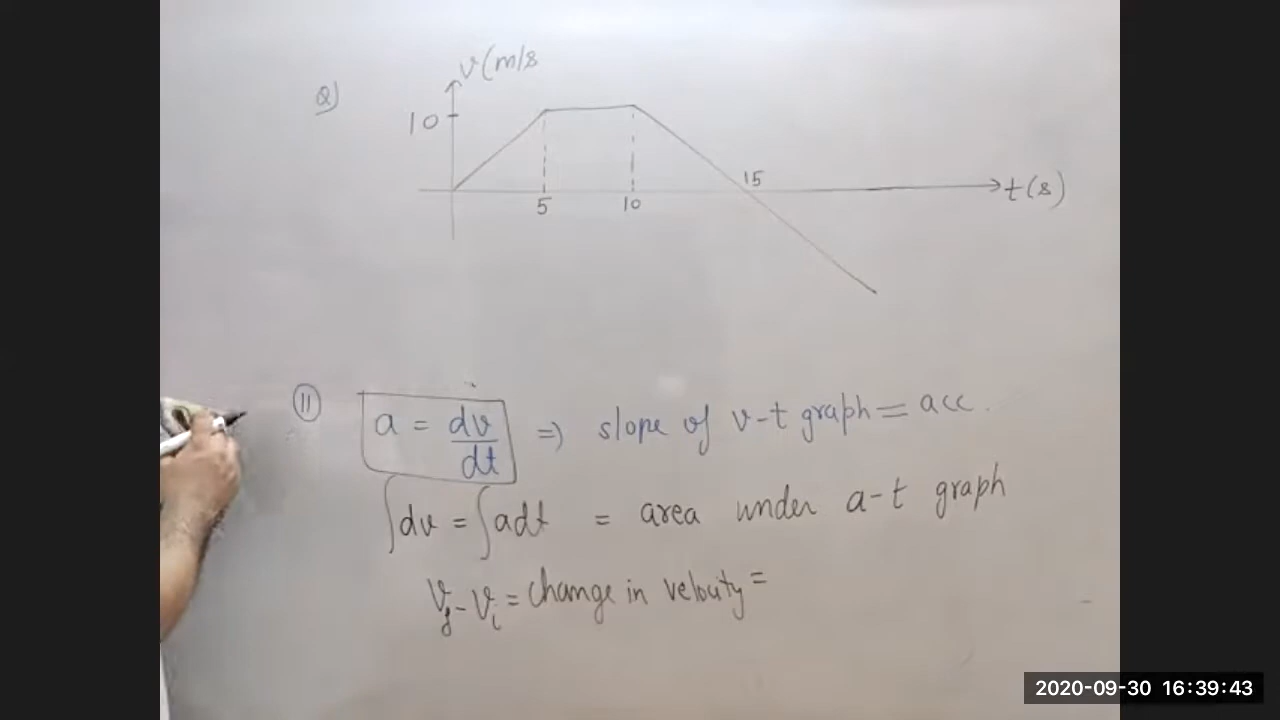 Q)
v(m/s
10
5
10
15
t(s)
11
a = dv/dt ⇒ slope of v-t graph = acc.
∫dv = ∫adt = area under a-t graph
Vf - Vi = change in velocity =
2020-09-30 16:39:43